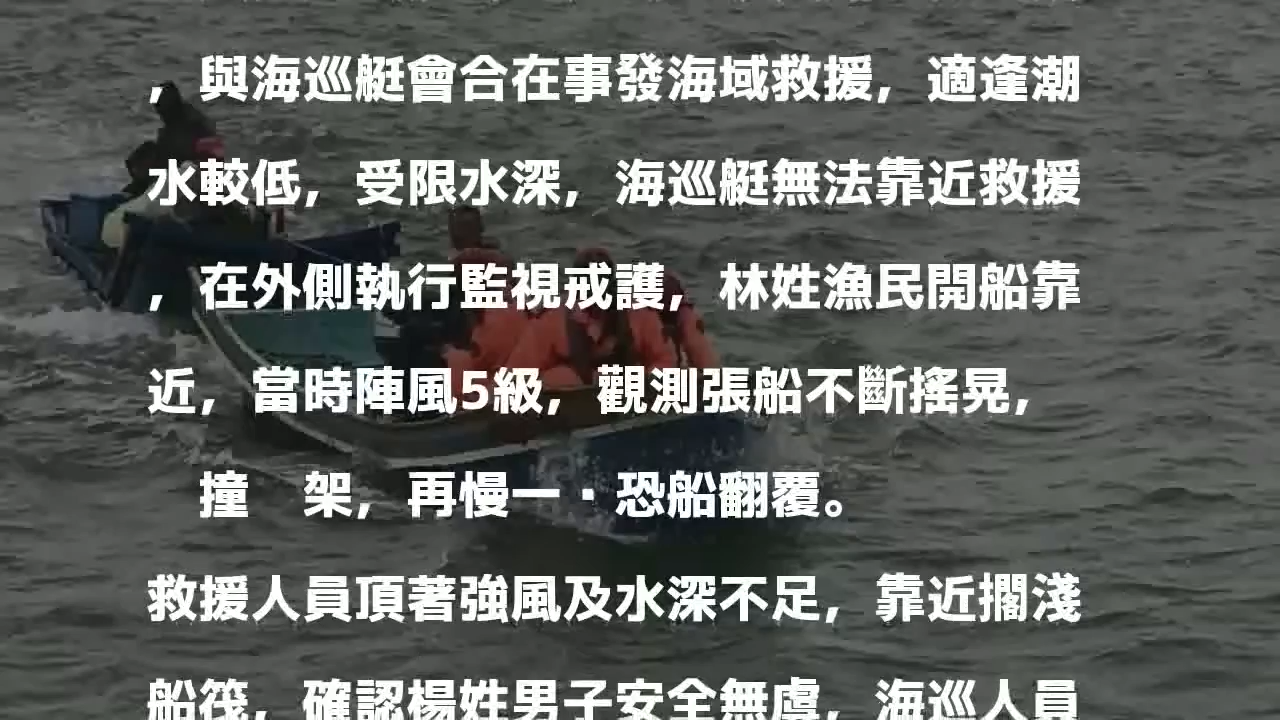 ，與海巡艇會合在事發海域救援，適逢潮
水較低，受限水深，海巡艇無法靠近救援
，在外側執行監視戒護，林姓漁民開船靠
近，當時陣風5級，觀測張船不斷搖晃，
撞　架，再慢一．恐船翻覆。
救援人員頂著強風及水深不足，靠近擱淺
船筏，確認楊姓男子安全無虞，海巡人員